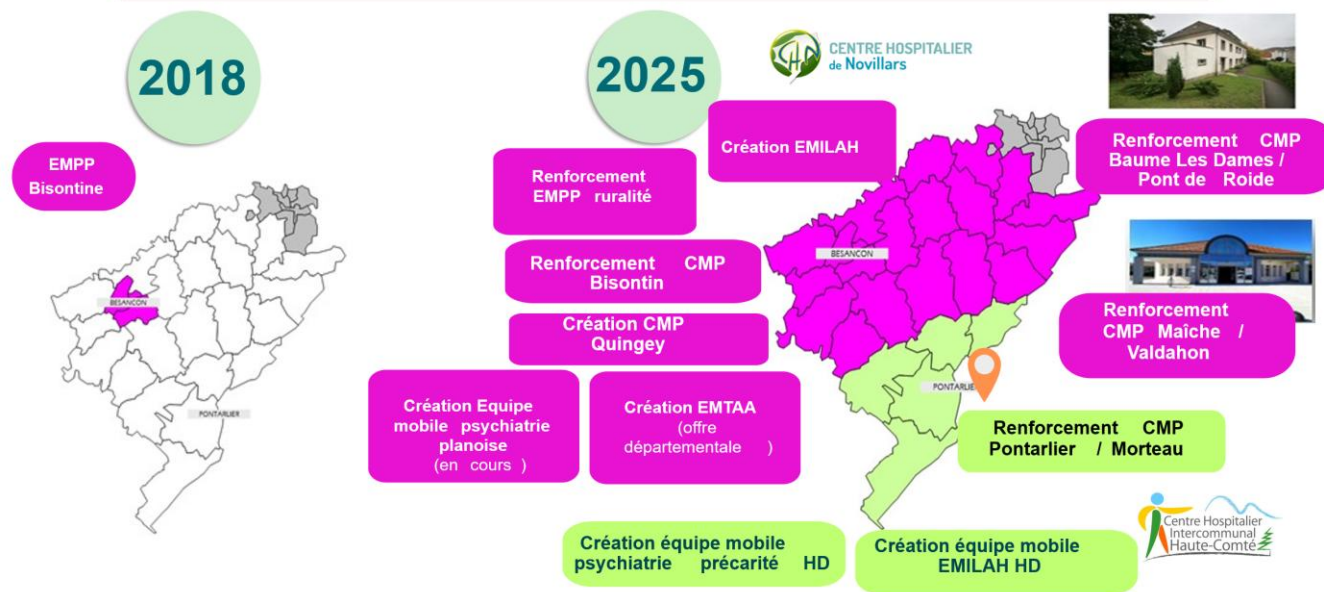 2018
EMPP
Bisontine
BESANCON
PONTARLIER
2025
CENTRE HOSPITALIER
de Novillars
Création EMILAH
Renforcement
EMPP ruralité
Renforcement CMP
Bisontin
Création CMP
Quingey
Création Equipe
mobile psychiatrie
planoise
(en cours )
Création EMTAA
(offre
départementale )
BESANCON
PONTARLIER
Renforcement CMP
Baume Les Dames /
Pont de Roide
Renforcement
CMP Maîche /
Valdahon
Renforcement CMP
Pontarlier / Morteau
Création équipe mobile
psychiatrie précarité HD
Création équipe mobile
EMILAH HD
Centre Hospitalier
Intercommunal
Haute-Comté